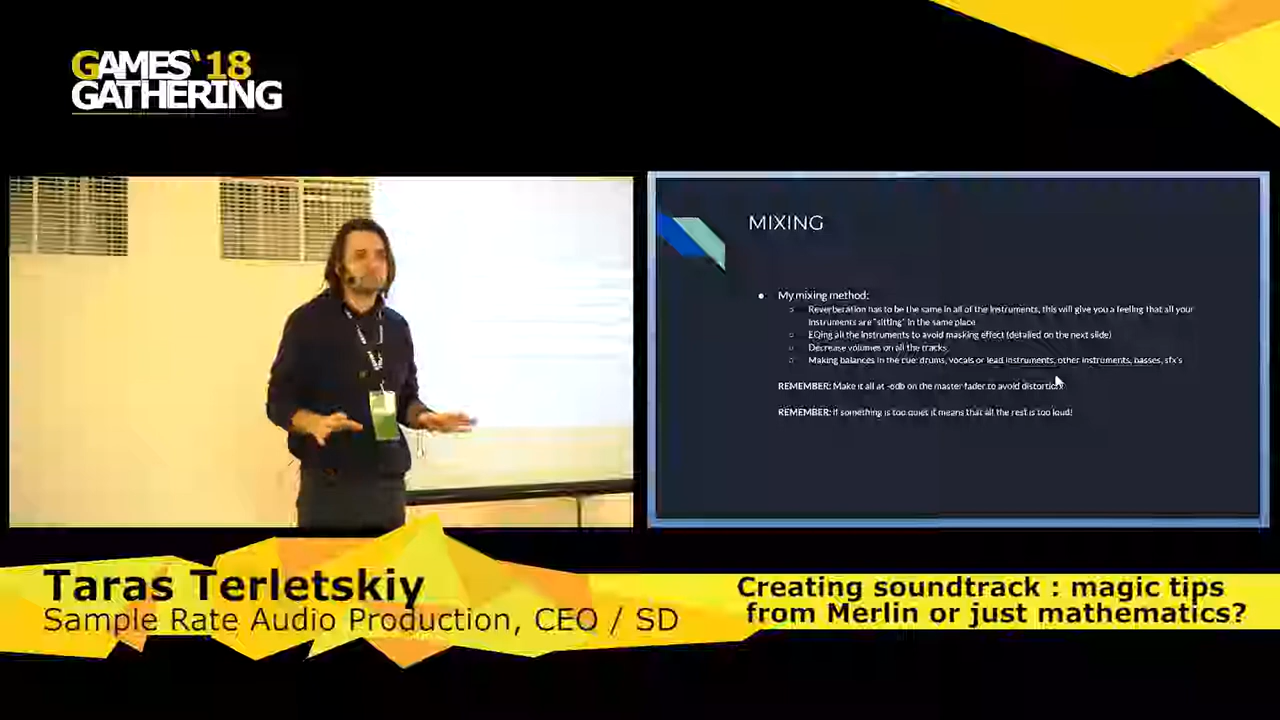 GAMES'18
GATHERING
MIXING
My mixing method:
Reverberation has to be the same in all of the instruments, this will give you a feeling that all your
instruments are "sitting" in the same place
EQing all the instruments to avoid masking effect (detailed on the next slide)
Decrease volumes on all the tracks
Making balances in the cue: drums, vocals or lead instruments, other instruments, basses, sfx's
REMEMBER: Make it all at -6db on the master fader to avoid distortion!
REMEMBER: If something is too quiet it means that all the rest is too loud!
Taras Terletskiy
Sample Rate Audio Production, CEO / SD
Creating soundtrack : magic tips
from Merlin or just mathematics?